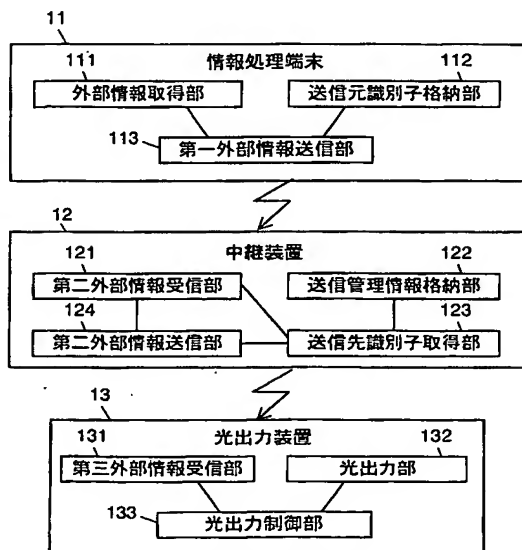 11
情報処理端末
111
112
外部情報取得部
送信元識別子格納部
113
第一外部情報送信部
12
中継装置
121
122
第二外部情報受信部
送信管理情報格納部
124
123
第二外部情報送信部
送信先識別子取得部
13
光出力装置
131
132
第三外部情報受信部
光出力部
133
光出力制御部